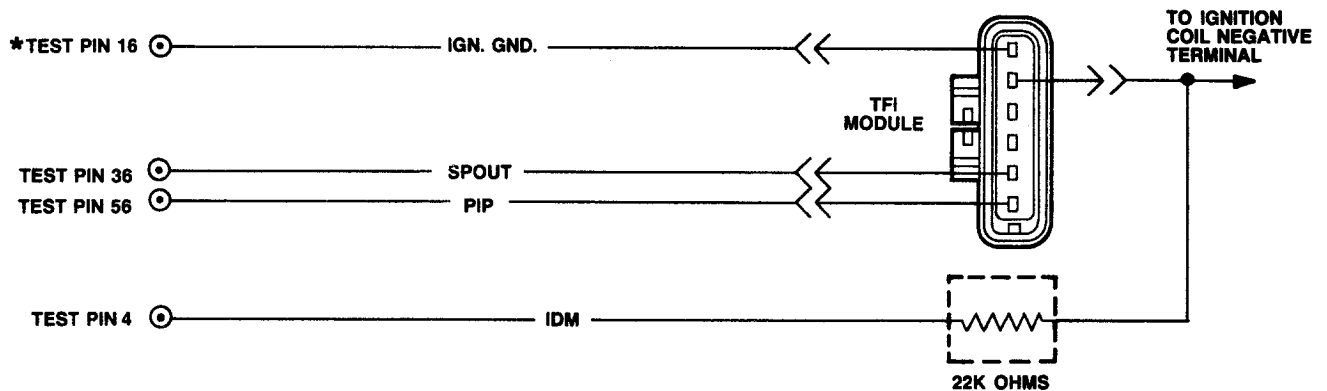 *TEST PIN 16
IGN. GND.
TO IGNITION
COIL NEGATIVE
TERMINAL
TFI
MODULE
TEST PIN 36
SPOUT
TEST PIN 56
PIP
TEST PIN 4
IDM
22K OHMS